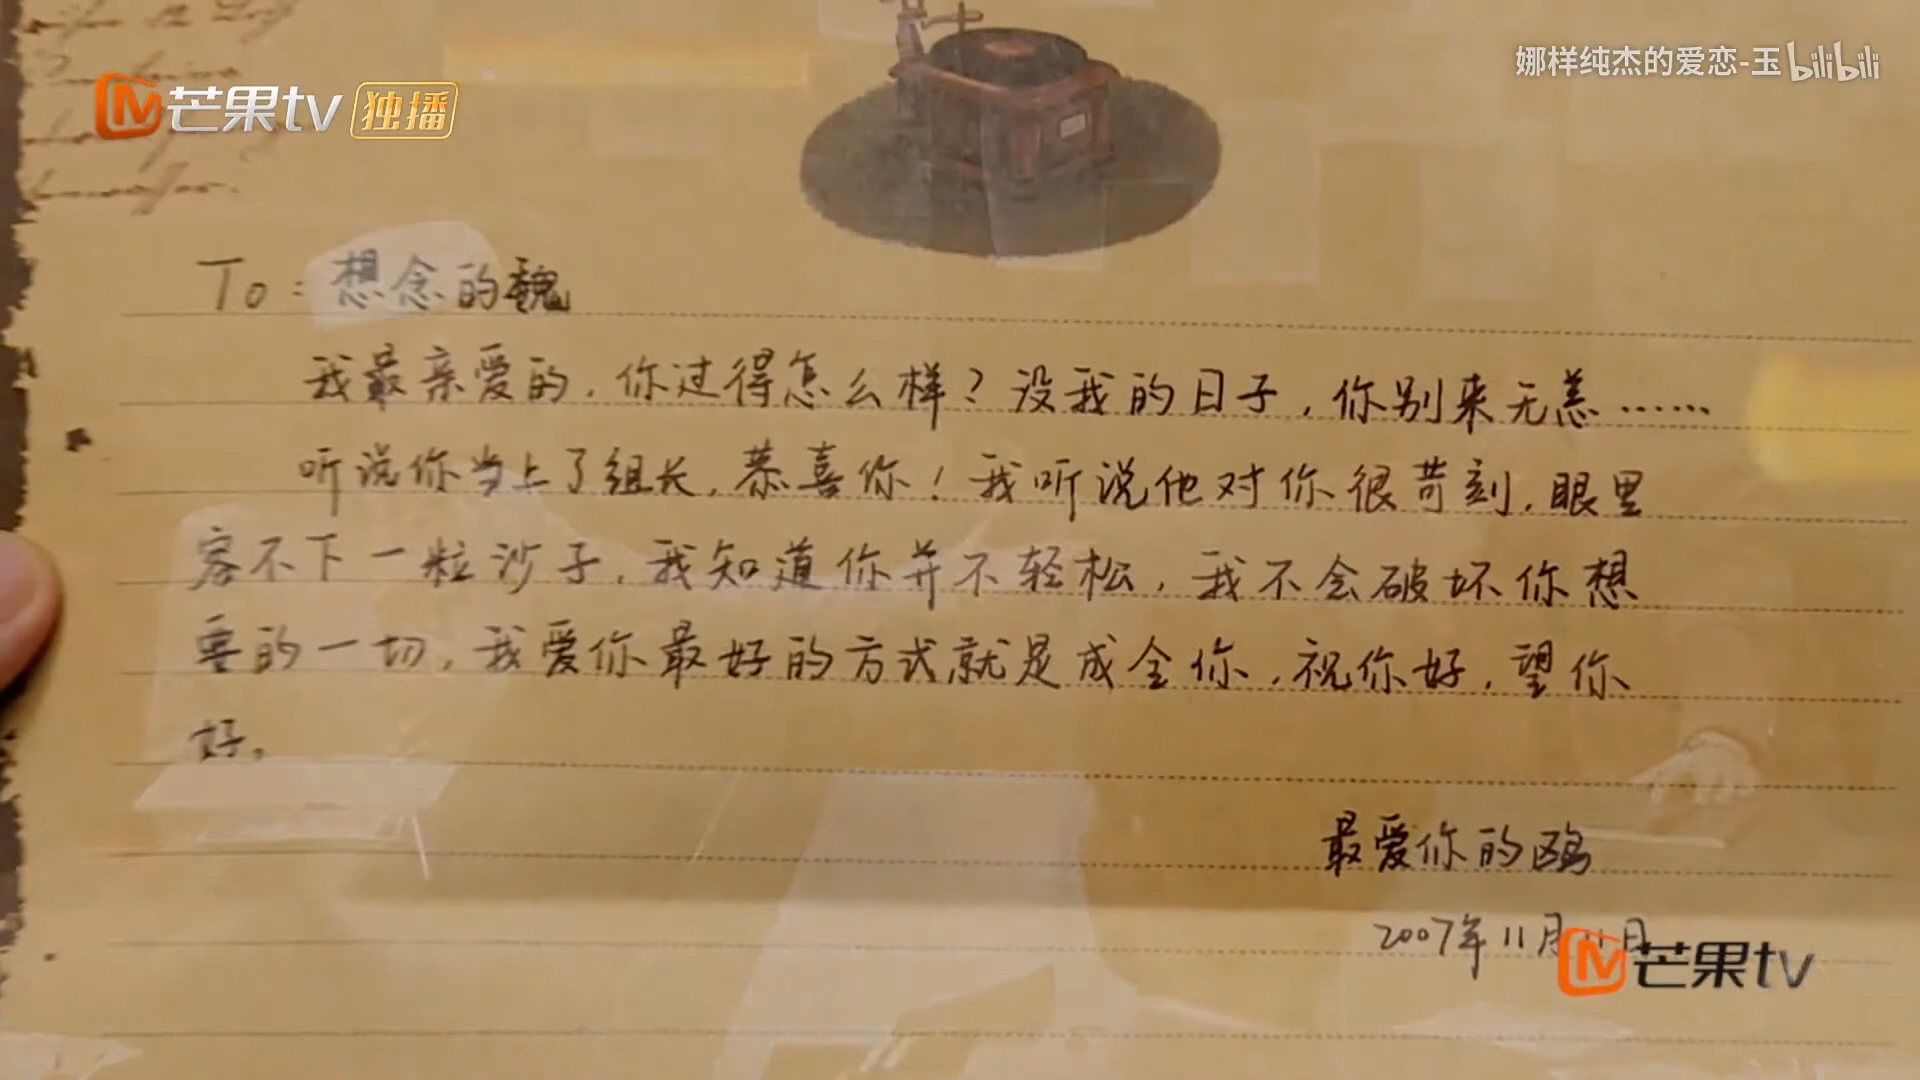 芒果tv 独播
娜样纯杰的爱恋-玉 bilibili
To：想念的魏
我最亲爱的，你过得怎么样？没我的日子，你别来无恙……
听说你当上了组长，恭喜你！我听说他对你很苛刻，眼里
容不下一粒沙子，我知道你并不轻松，我不会破坏你想
要的一切，我爱你最好的方式就是成全你，祝你好，望你
好。
最爱你的鸥
2007年11月11日
芒果tv